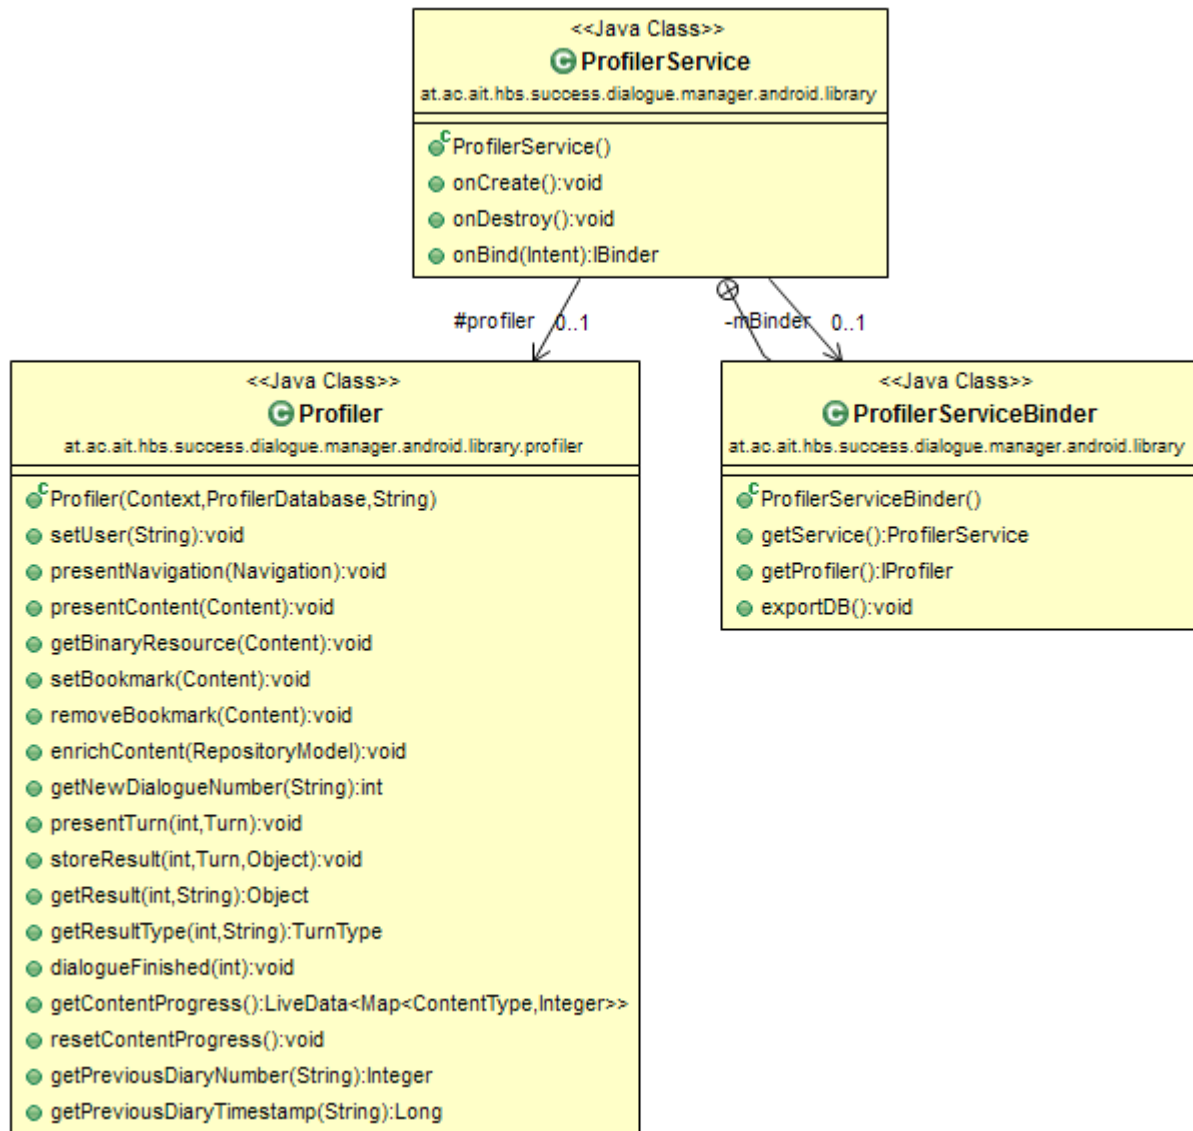 <<Java Class>>
C ProfilerService
at.ac.ait.hbs.success.dialogue.manager.android.library
C ProfilerService()
onCreate():void
onDestroy():void
onBind(Intent):IBinder
#profiler 0..1
-mBinder 0..1
<<Java Class>>
C Profiler
at.ac.ait.hbs.success.dialogue.manager.android.library.profiler
C Profiler(Context,ProfilerDatabase,String)
setUser(String):void
presentNavigation(Navigation):void
presentContent(Content):void
getBinaryResource(Content):void
setBookmark(Content):void
removeBookmark(Content):void
enrichContent(RepositoryModel):void
getNewDialogueNumber(String):int
presentTurn(int,Turn):void
storeResult(int,Turn,Object):void
getResult(int,String):Object
getResultType(int,String):TurnType
dialogueFinished(int):void
getContentProgress():LiveData<Map<ContentType,Integer>>
resetContentProgress():void
getPreviousDiaryNumber(String):Integer
getPreviousDiaryTimestamp(String):Long
<<Java Class>>
C ProfilerServiceBinder
at.ac.ait.hbs.success.dialogue.manager.android.library
C ProfilerServiceBinder()
getService():ProfilerService
getProfiler():IProfiler
exportDB():void